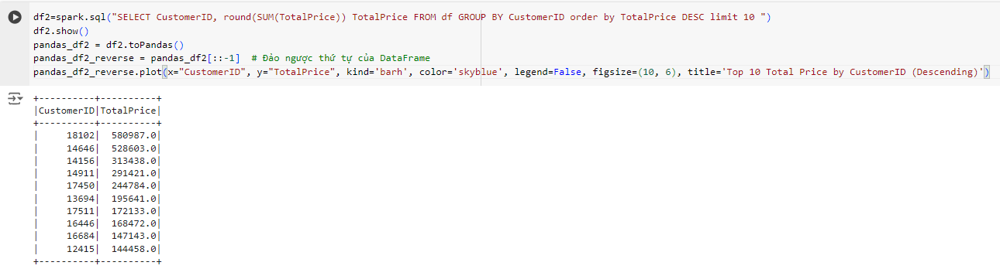 df2=spark.sql("SELECT CustomerID, round(SUM(TotalPrice)) TotalPrice FROM df GROUP BY CustomerID order by TotalPrice DESC limit 10 ")
df2.show()
pandas_df2 = df2.toPandas()
pandas_df2_reverse = pandas_df2[::-1]  # Đảo ngược thứ tự của DataFrame
pandas_df2_reverse.plot(x="CustomerID", y="TotalPrice", kind='barh', color='skyblue', legend=False, figsize=(10, 6), title='Top 10 Total Price by CustomerID (Descending)')
+----------+----------+
|CustomerID|TotalPrice|
+----------+----------+
|     18102|  580987.0|
|     14646|  528603.0|
|     14156|  313438.0|
|     14911|  291421.0|
|     17450|  244784.0|
|     13694|  195641.0|
|     17511|  172133.0|
|     16446|  168472.0|
|     16684|  147143.0|
|     12415|  144458.0|
+----------+----------+